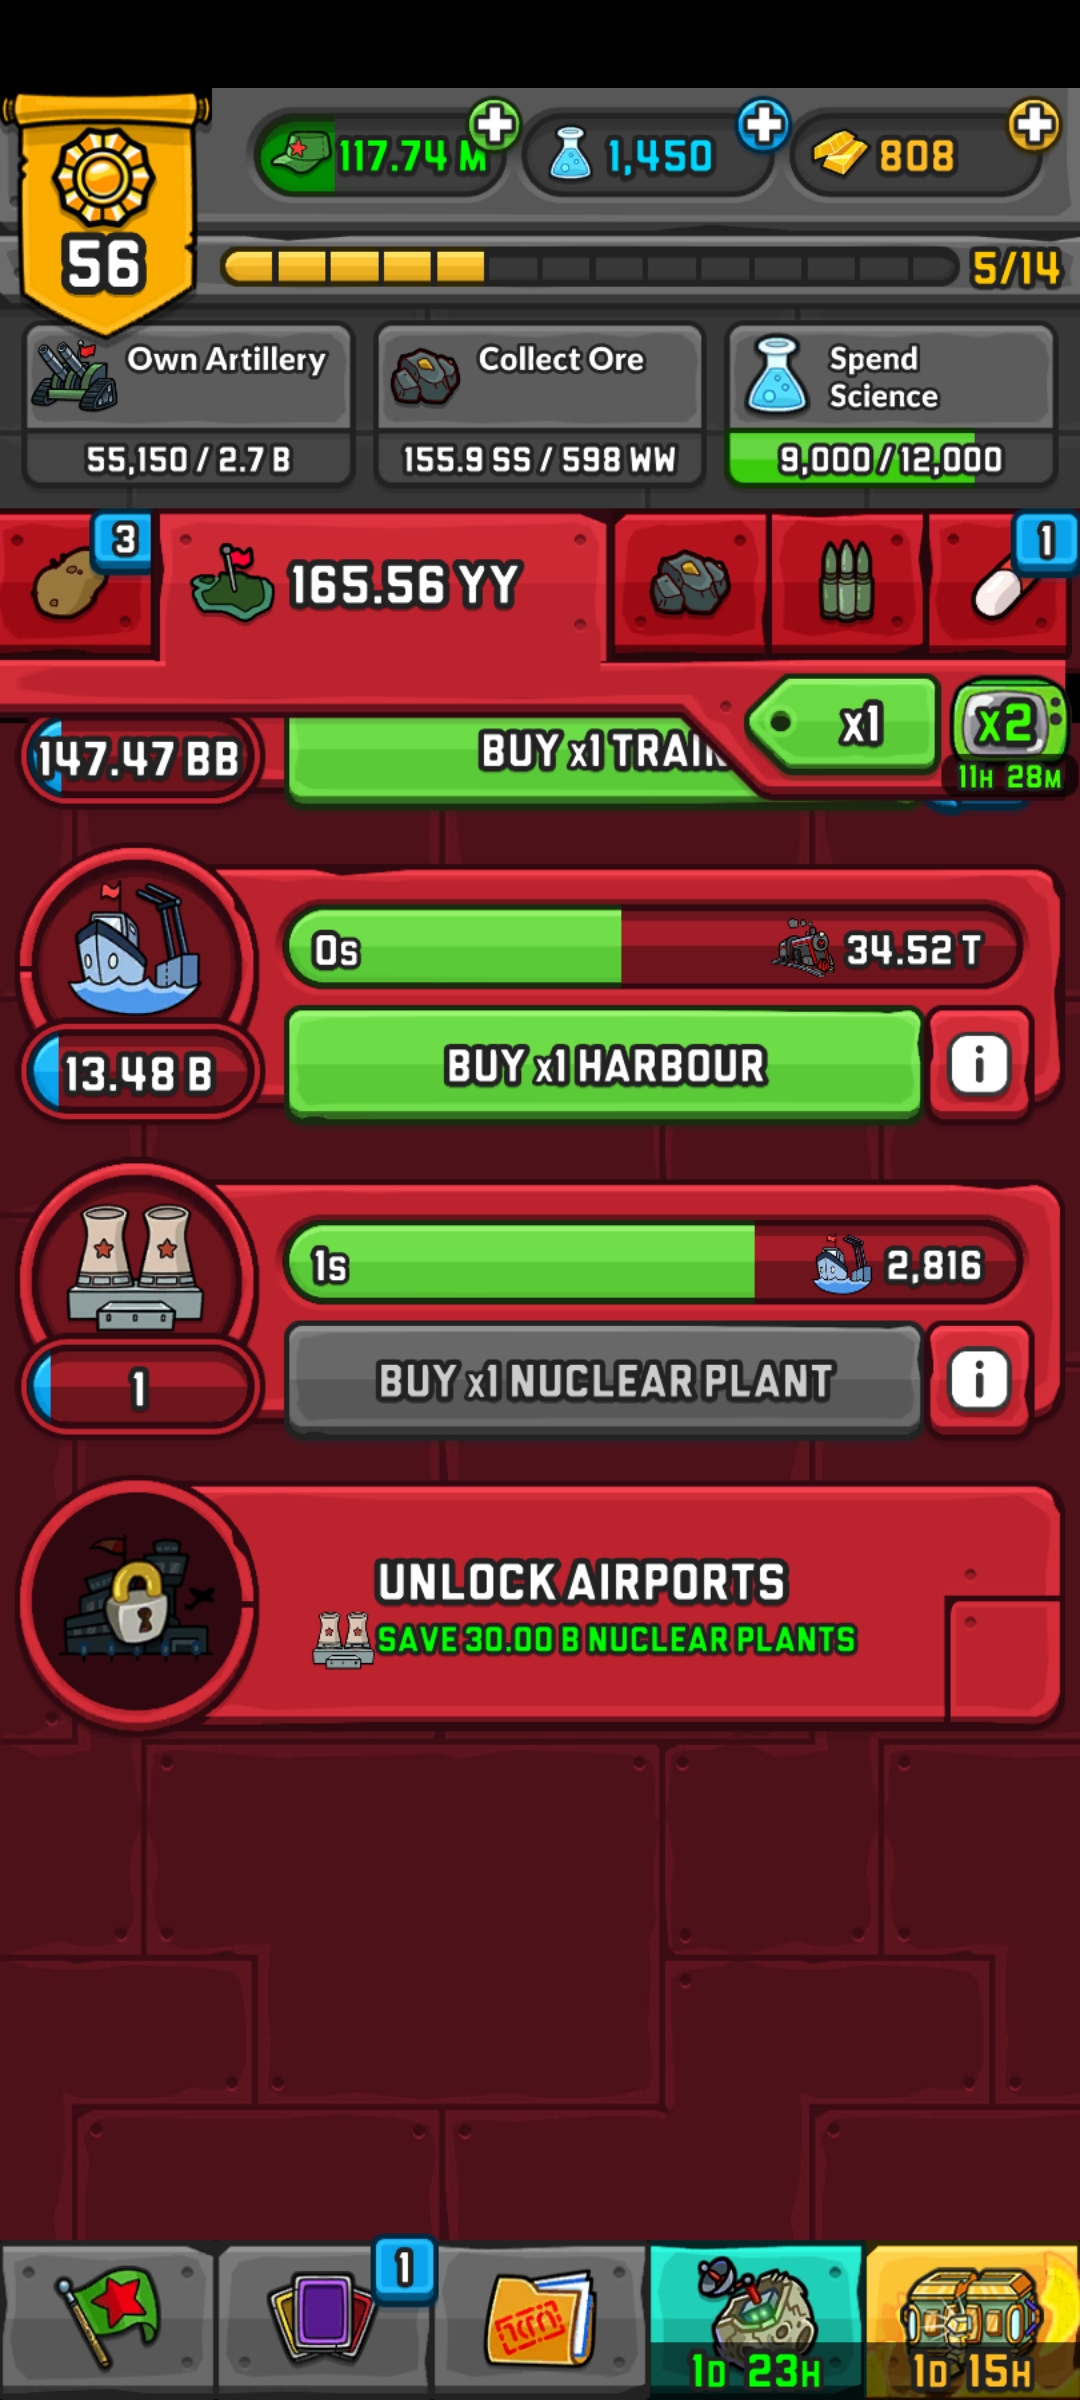 117.74 M
1,450
808
56
5/14
Own Artillery
55,150 / 2.7 B
Collect Ore
155.9 SS / 598 WW
Spend
Science
9,000 / 12,000
3
165.56 YY
1
x1
x2
11H 28M
147.47 BB
BUY x1
0s
34.52 T
13.48 B
BUY x1 HARBOUR
i
1s
2,816
1
BUY x1 NUCLEAR PLANT
i
UNLOCK AIRPORTS
SAVE 30.00 B NUCLEAR PLANTS
1
1D 23H
1D 15H